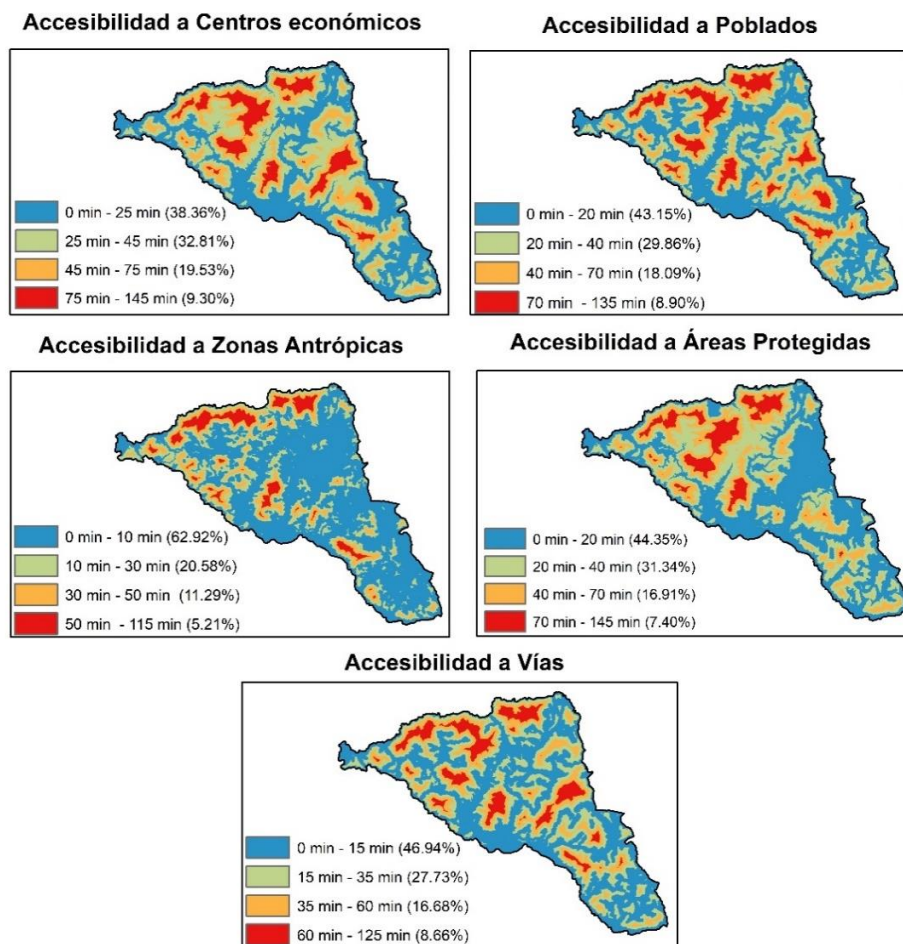 Accesibilidad a Centros económicos
0 min - 25 min (38.36%)
25 min - 45 min (32.81%)
45 min - 75 min (19.53%)
75 min - 145 min (9.30%)
Accesibilidad a Poblados
0 min - 20 min (43.15%)
20 min - 40 min (29.86%)
40 min - 70 min (18.09%)
70 min - 135 min (8.90%)
Accesibilidad a Zonas Antrópicas
0 min - 10 min (62.92%)
10 min - 30 min (20.58%)
30 min - 50 min (11.29%)
50 min - 115 min (5.21%)
Accesibilidad a Áreas Protegidas
0 min - 20 min (44.35%)
20 min - 40 min (31.34%)
40 min - 70 min (16.91%)
70 min - 145 min (7.40%)
Accesibilidad a Vías
0 min - 15 min (46.94%)
15 min - 35 min (27.73%)
35 min - 60 min (16.68%)
60 min - 125 min (8.66%)